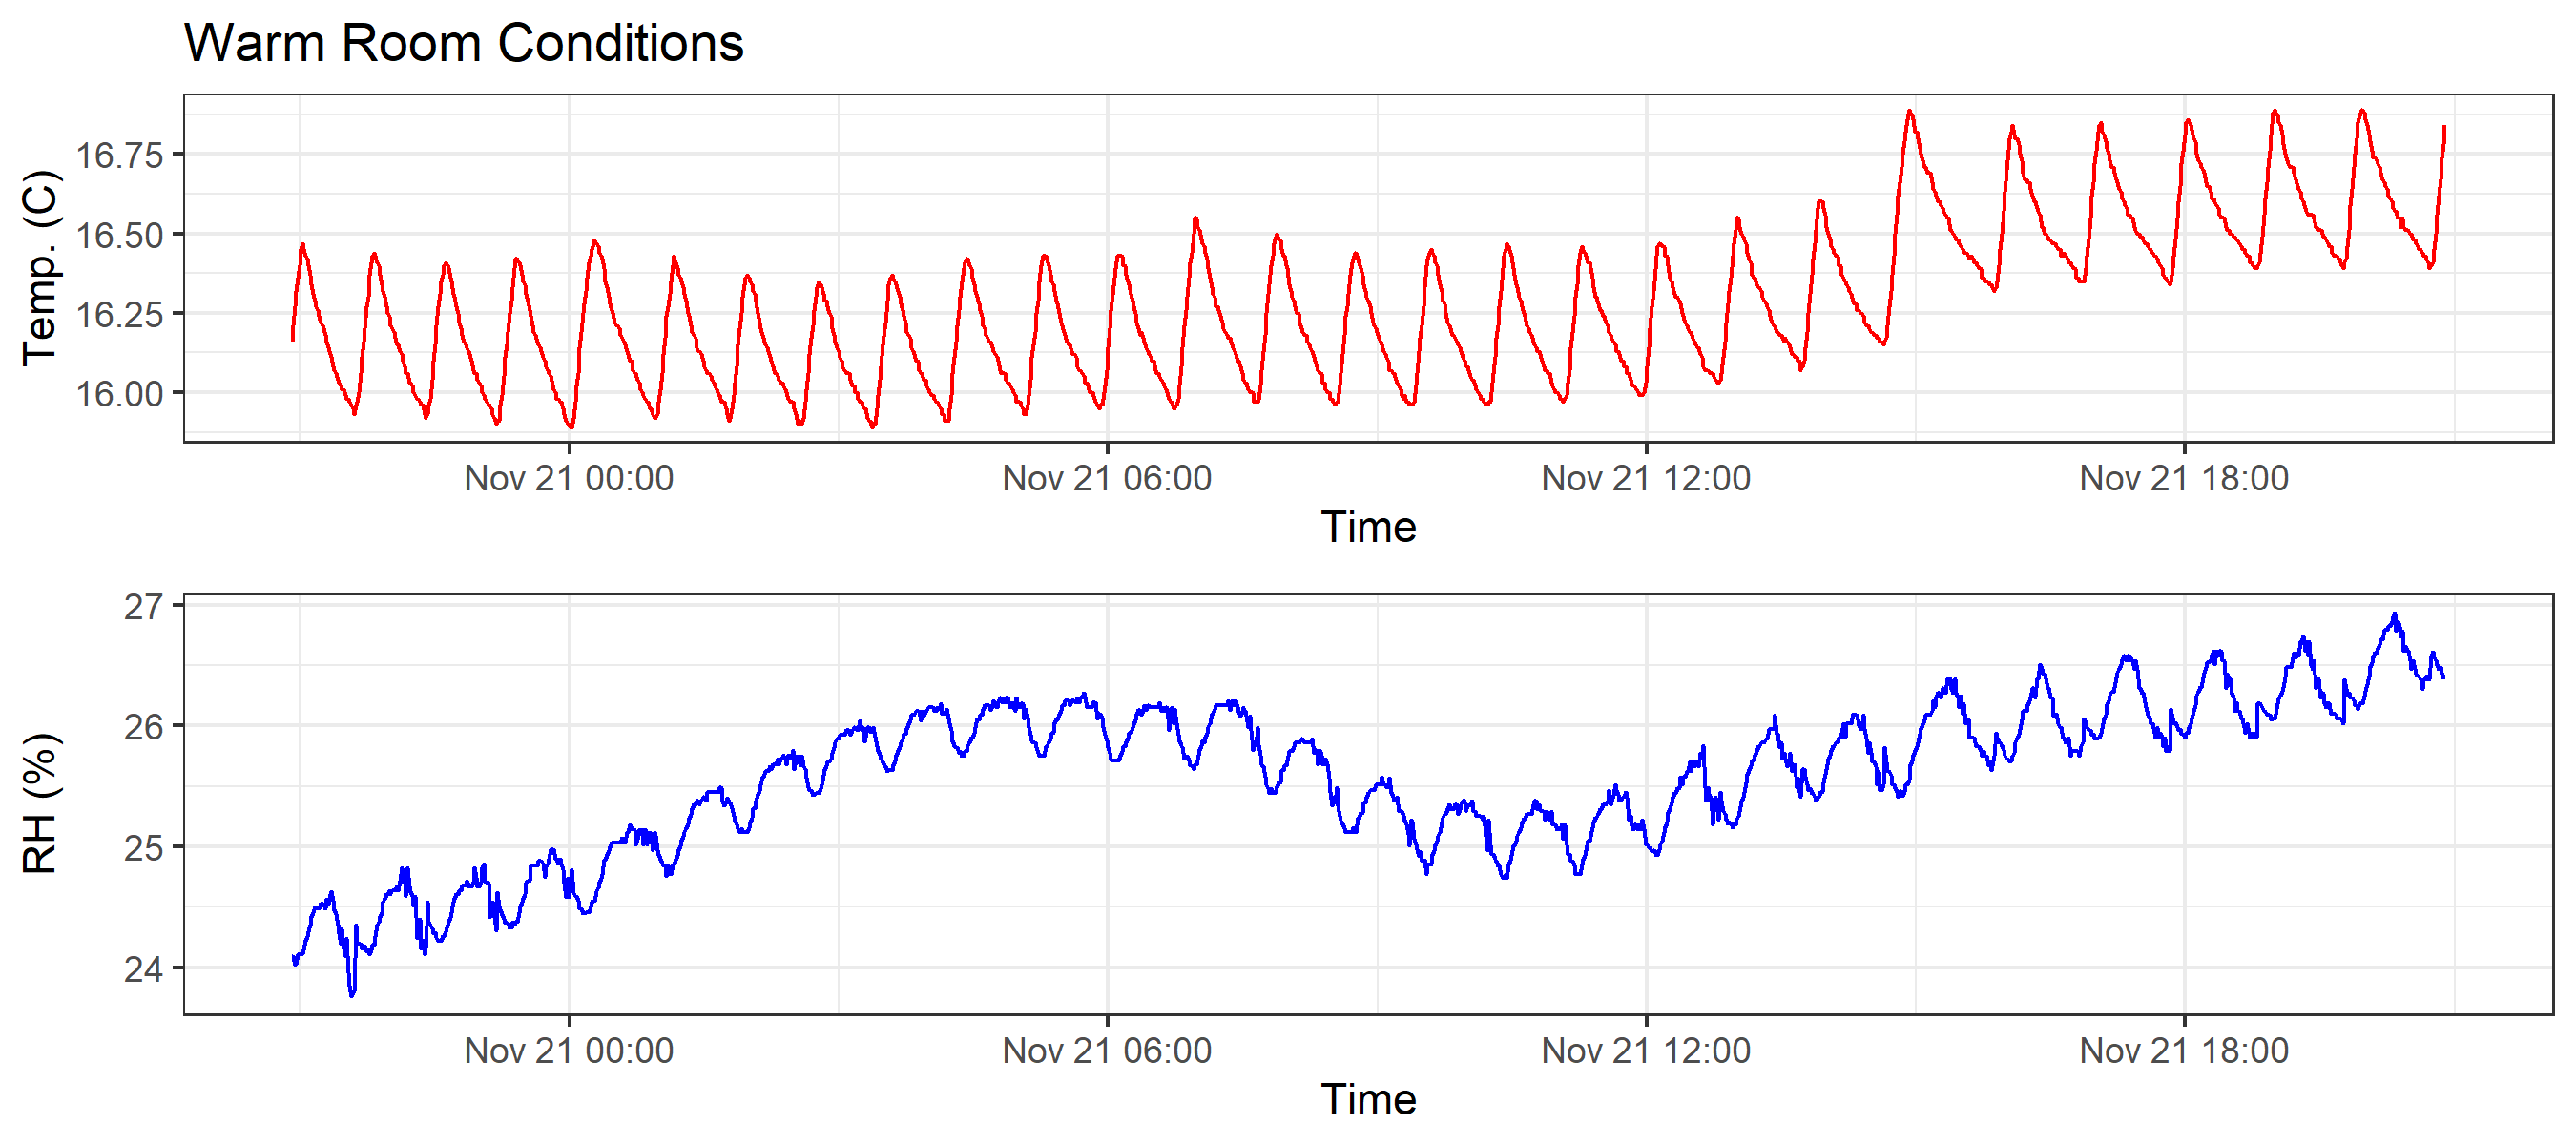 Warm Room Conditions
Temp. (C)
16.75
16.50
16.25
16.00
Nov 21 00:00 Nov 21 06:00 Nov 21 12:00 Nov 21 18:00
Time
RH (%)
27
26
25
24
Nov 21 00:00 Nov 21 06:00 Nov 21 12:00 Nov 21 18:00
Time